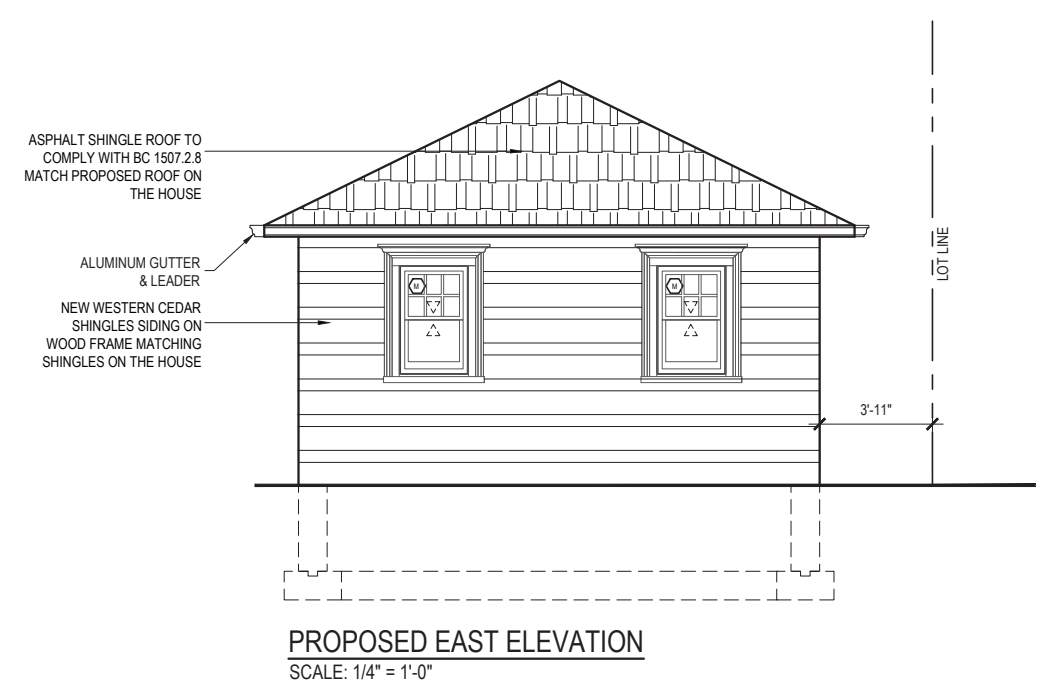 ASPHALT SHINGLE ROOF TO
COMPLY WITH BC 1507.2.8
MATCH PROPOSED ROOF ON
THE HOUSE
ALUMINUM GUTTER
& LEADER
NEW WESTERN CEDAR
SHINGLES SIDING ON
WOOD FRAME MATCHING
SHINGLES ON THE HOUSE
M
M
LOT LINE
3'-11"
PROPOSED EAST ELEVATION
SCALE: 1/4" = 1'-0"